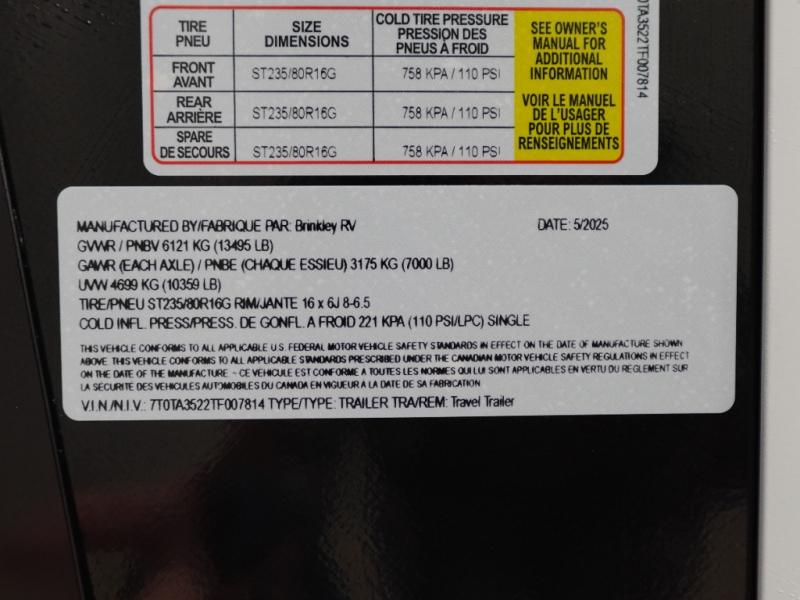 TIRE PNEU SIZE DIMENSIONS COLD TIRE PRESSURE PRESSION DES PNEUS À FROID
FRONT AVANT ST235/80R16G 758 KPA / 110 PSI
REAR ARRIÈRE ST235/80R16G 758 KPA / 110 PSI
SPARE DE SECOURS ST235/80R16G 758 KPA / 110 PSI
SEE OWNER'S
MANUAL FOR
ADDITIONAL
INFORMATION
VOIR LE MANUEL
DE L'USAGER
POUR PLUS DE
RENSEIGNEMENTS
T0TA3522TF007814
MANUFACTURED BY/FABRIQUE PAR: Brinkley RV DATE: 5/2025
GVWR / PNBV 6121 KG (13495 LB)
GAWR (EACH AXLE) / PNBE (CHAQUE ESSIEU) 3175 KG (7000 LB)
UVW 4699 KG (10359 LB)
TIRE/PNEU ST235/80R16G RIM/JANTE 16 x 6J 8-6.5
COLD INFL. PRESS/PRESS. DE GONFL. A FROID 221 KPA (110 PSI/LPC) SINGLE
THIS VEHICLE CONFORMS TO ALL APPLICABLE U.S. FEDERAL MOTOR VEHICLE SAFETY STANDARDS IN EFFECT ON THE DATE OF MANUFACTURE SHOWN
ABOVE. THIS VEHICLE CONFORMS TO ALL APPLICABLE STANDARDS PRESCRIBED UNDER THE CANADIAN MOTOR VEHICLE SAFETY REGULATIONS IN EFFECT
ON THE DATE OF THE MANUFACTURE ~ CE VEHICULE EST CONFORME A TOUTES LES NORMES QUI LUI SONT APPLICABLES EN VERTU DU REGLEMENT SUR
LA SECURITE DES VEHICULES AUTOMOBILES DU CANADA EN VIGUEUR A LA DATE DE SA FABRICATION
V.I.N./N.I.V.: 7T0TA3522TF007814 TYPE/TYPE: TRAILER TRA/REM: Travel Trailer